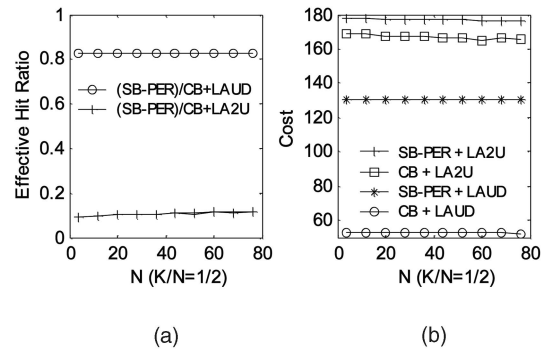 1
0.8
0.6
0.4
0.2
0
Effective Hit Ratio
(SB-PER)/CB+LAUD
(SB-PER)/CB+LA2U
0 20 40 60 80
N (K/N=1/2)
(a)
180
160
140
120
100
80
60
Cost
SB-PER + LA2U
CB + LA2U
SB-PER + LAUD
CB + LAUD
0 20 40 60 80
N (K/N=1/2)
(b)